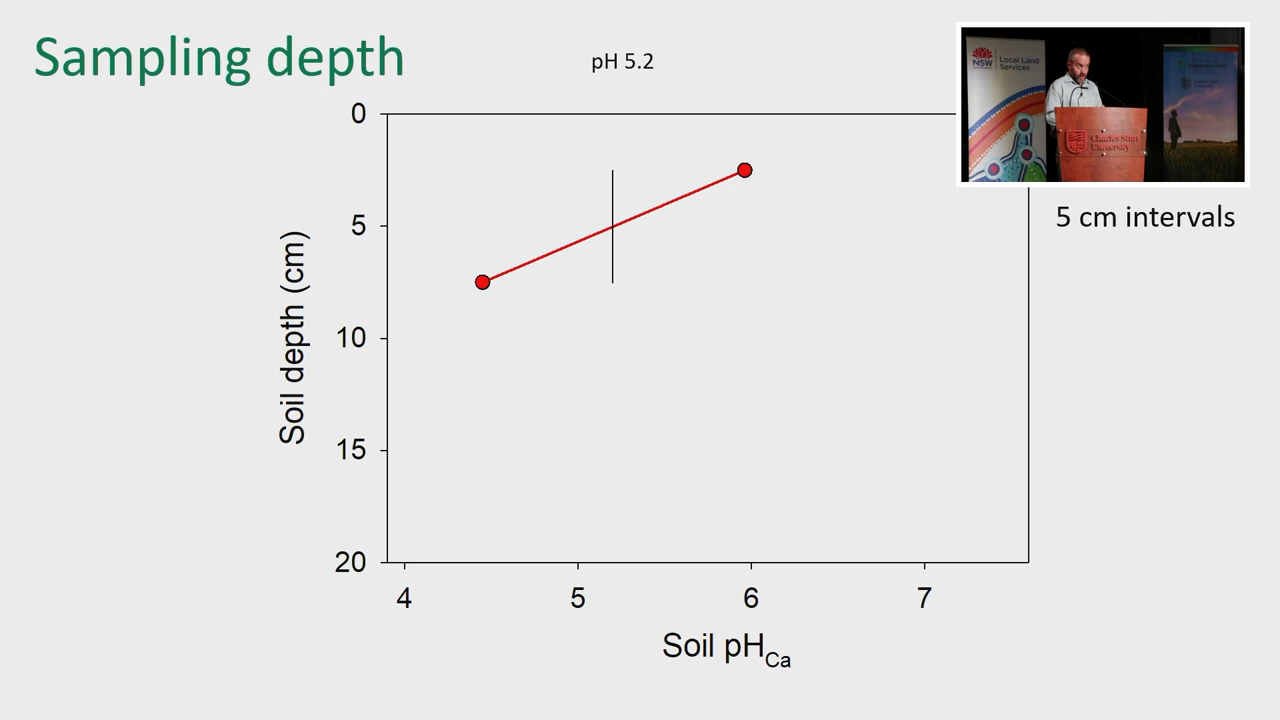 Sampling depth
pH 5.2
NSW
Local Land
Services
Charles Sturt
University
5 cm intervals
0
5
10
15
20
Soil depth (cm)
4
5
6
7
Soil pHCa